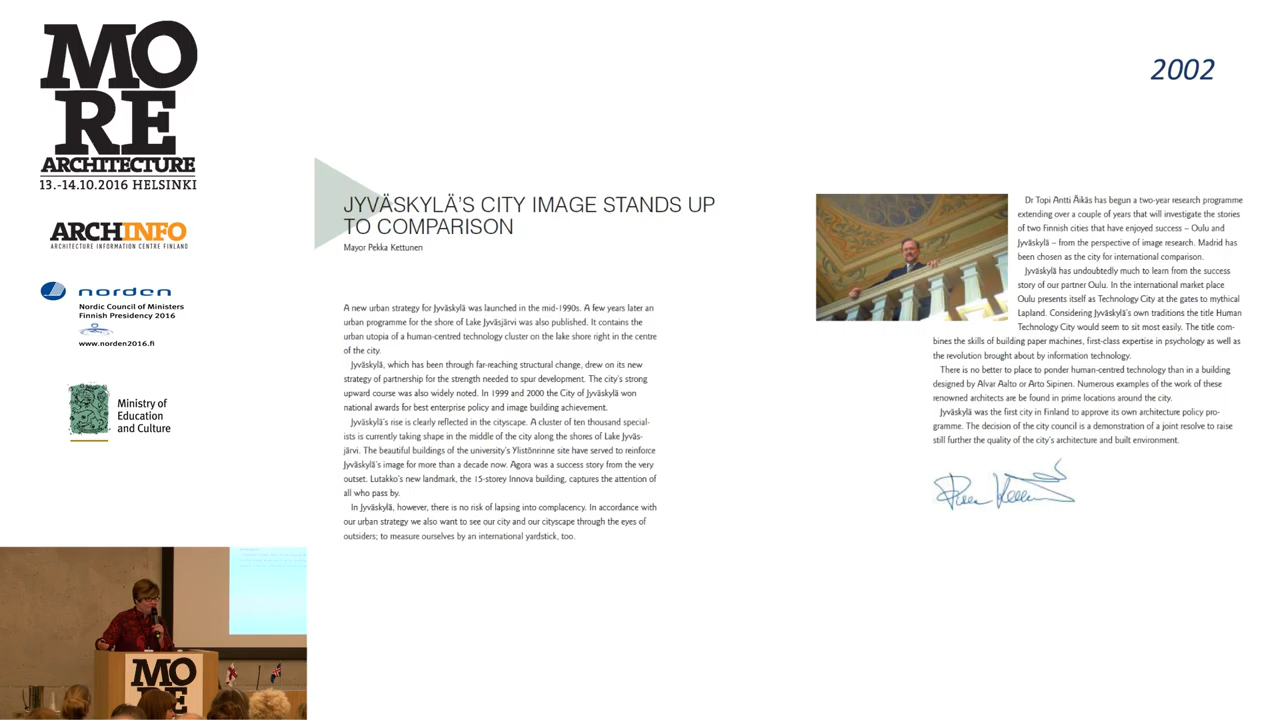 MO
RE
ARCHITECTURE
13.-14.10.2016 HELSINKI
ARCHINFO
ARCHITECTURE INFORMATION CENTRE FINLAND
norden
Nordic Council of Ministers
Finnish Presidency 2016
www.norden2016.fi
Ministry of
Education
and Culture
2002
JYVÄSKYLÄ'S CITY IMAGE STANDS UP
TO COMPARISON
Mayor Pekka Kettunen
A new urban strategy for Jyväskylä was launched in the mid-1990s. A few years later an
urban programme for the shore of Lake Jyväsjärvi was also published. It contains the
urban utopia of a human-centred technology cluster on the lake shore right in the centre
of the city.
Jyväskylä, which has been through far-reaching structural change, drew on its new
strategy of partnership for the strength needed to spur development. The city's strong
upward course was also widely noted. In 1999 and 2000 the City of Jyväskylä won
national awards for best enterprise policy and image building achievement.
Jyväskylä's rise is clearly reflected in the cityscape. A cluster of ten thousand special-
ists is currently taking shape in the middle of the city along the shores of Lake Jyväs-
järvi. The beautiful buildings of the university's Ylistönrinne site have served to reinforce
Jyväskylä's image for more than a decade now. Agora was a success story from the very
outset. Lutakko's new landmark, the 15-storey Innova building, captures the attention of
all who pass by.
In Jyväskylä, however, there is no risk of lapsing into complacency. In accordance with
our urban strategy we also want to see our city and our cityscape through the eyes of
outsiders; to measure ourselves by an international yardstick, too.
Dr Topi Antti Äikäs has begun a two-year research programme
extending over a couple of years that will investigate the stories
of two Finnish cities that have enjoyed success – Oulu and
Jyväskylä – from the perspective of image research. Madrid has
been chosen as the city for international comparison.
Jyväskylä has undoubtedly much to learn from the success
story of our partner Oulu. In the international market place
Oulu presents itself as Technology City at the gates to mythical
Lapland. Considering Jyväskylä's own traditions the title Human
Technology City would seem to sit most easily. The title com-
bines the skills of building paper machines, first-class expertise in psychology as well as
the revolution brought about by information technology.
There is no better to place to ponder human-centred technology than in a building
designed by Alvar Aalto or Arto Sipinen. Numerous examples of the work of these
renowned architects are be found in prime locations around the city.
Jyväskylä was the first city in Finland to approve its own architecture policy pro-
gramme. The decision of the city council is a demonstration of a joint resolve to raise
still further the quality of the city's architecture and built environment.
MO
RE